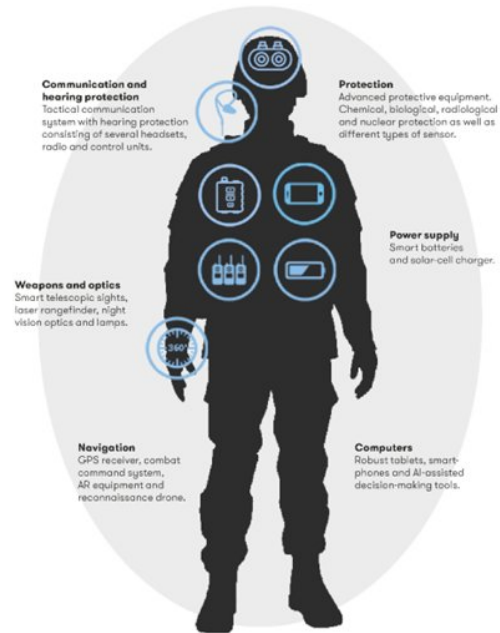 Communication and
hearing protection
Tactical communication
system with hearing protection
consisting of several headsets,
radio and control units.
Protection
Advanced protective equipment.
Chemical, biological, radiological
and nuclear protection as well as
different types of sensor.
Power supply
Smart batteries
and solar-cell charger.
Weapons and optics
Smart telescopic sights,
laser rangefinder, night
vision optics and lamps.
360°
Navigation
GPS receiver, combat
command system,
AR equipment and
reconnaissance drone.
Computers
Robust tablets, smart-
phones and AI-assisted
decision-making tools.